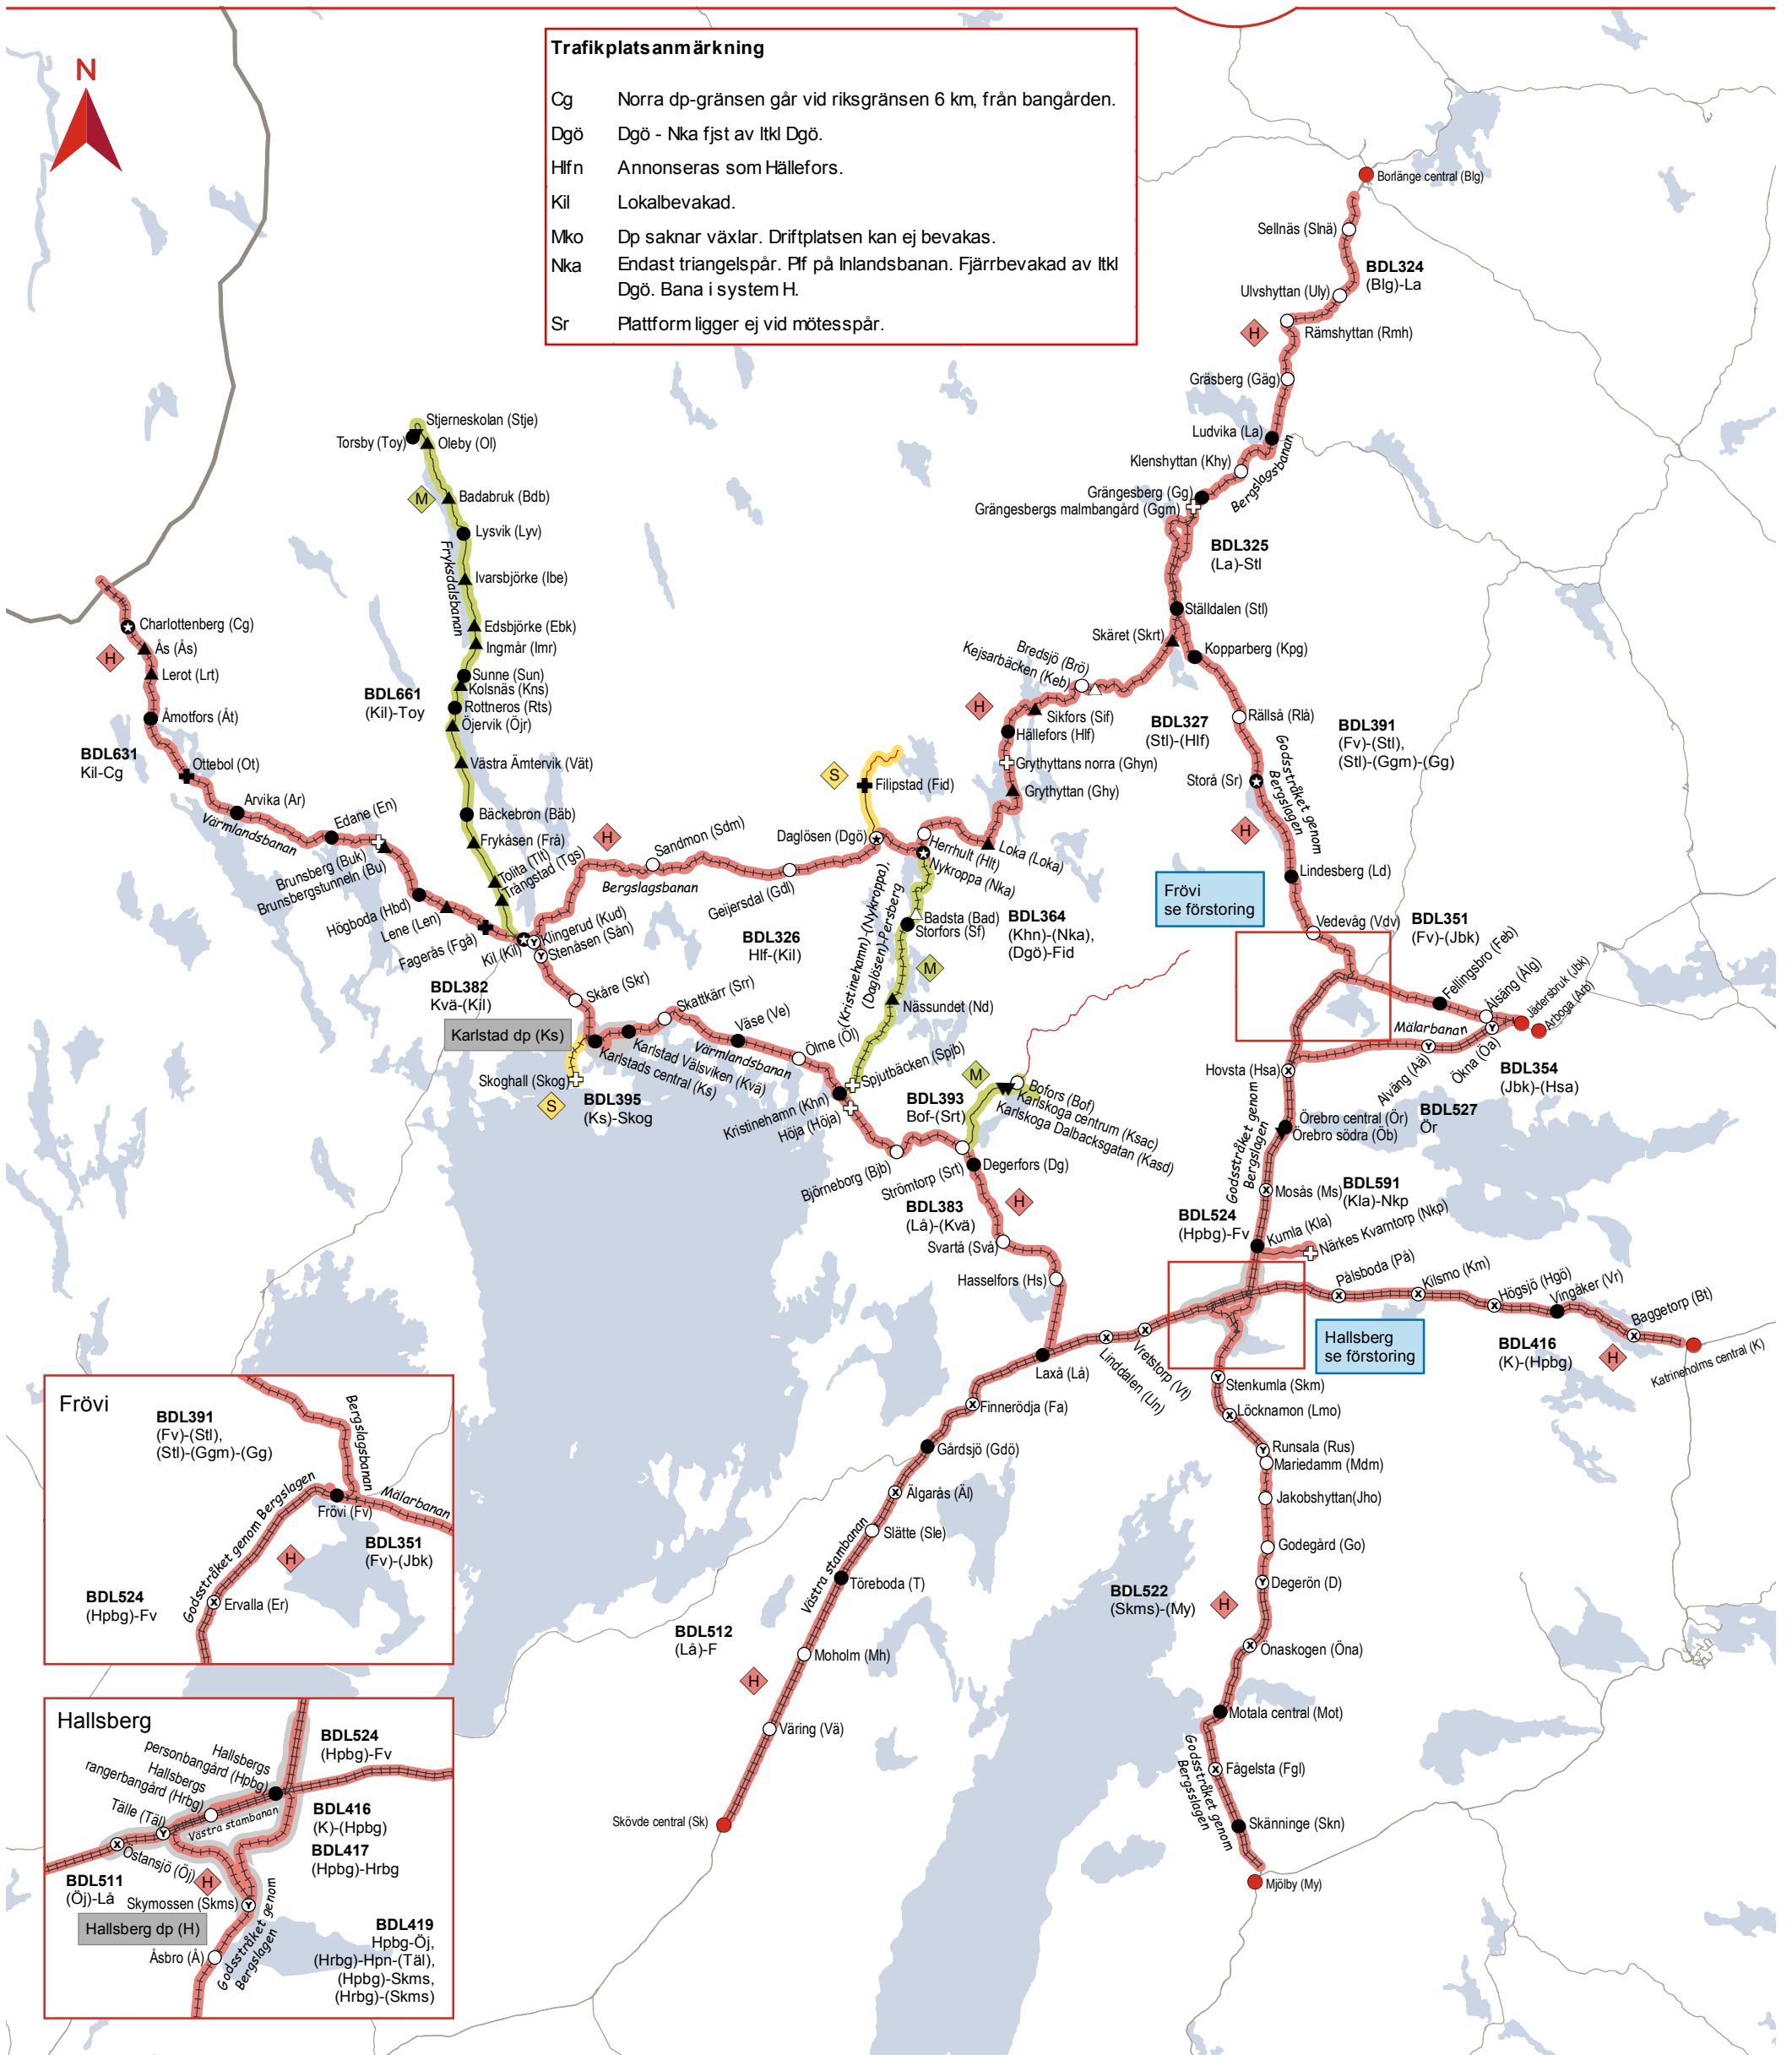 N
Trafikplatsanmärkning
Cg Norra dp-gränsen går vid riksgränsen 6 km, från bangården.
Dgö Dgö - Nka fjst av ltkl Dgö.
Hlfn Annonseras som Hällefors.
Kil Lokalbevakad.
Mko Dp saknar växlar. Driftplatsen kan ej bevakas.
Nka Endast triangelspår. Plf på Inlandsbanan. Fjärrbevakad av ltkl
Dgö. Bana i system H.
Sr Plattform ligger ej vid mötesspår.
Borlänge central (Blg)
Sellnäs (Slnä)
BDL324
(Blg)-La
Ulvshyttan (Uly)
Rämshyttan (Rmh)
H
Gräsberg (Gäg)
Ludvika (La)
Klenshyttan (Khy)
Bergslagsbanan
Grängesberg (Gg)
Grängesbergs malmbangård (Ggm)
BDL325
(La)-Stl
Ställdalen (Stl)
Skäret (Skrt)
Kopparberg (Kpg)
Bredsjö (Brö)
Kejsarbäcken (Keb)
H
Sikfors (Sif)
Hällefors (Hlf)
BDL327
(Stl)-(Hlf)
Rällså (Rlå)
BDL391
(Fv)-(Stl),
(Stl)-(Ggm)-(Gg)
Grythyttans norra (Ghyn)
Grythyttan (Ghy)
Storå (Sr)
Godsstråket genom
Bergslagen
H
Loka (Loka)
Herrhult (Hlt)
Nykroppa (Nka)
Lindesberg (Ld)
Frövi
se förstoring
Vedevåg (Vdv)
BDL351
(Fv)-(Jbk)
Stjerneskolan (Stje)
Torsby (Toy)
Oleby (Ol)
M
Badabruk (Bdb)
Lysvik (Lyv)
Fryksdalsbanan
Ivarsbjörke (Ibe)
Edsbjörke (Ebk)
Ingmår (Imr)
Sunne (Sun)
Kolsnäs (Kns)
BDL661
(Kil)-Toy
Rottneros (Rts)
Öjervik (Öjr)
Västra Ämtervik (Vät)
Bäckebron (Bäb)
Frykåsen (Frå)
Tolita (Tlt)
Trångstad (Tgs)
Charlottenberg (Cg)
H
Ås (Ås)
Lerot (Lrt)
Åmotfors (Åt)
BDL631
Kil-Cg
Ottebol (Ot)
Arvika (Ar)
Värmlandsbanan
Edane (En)
Brunsberg (Buk)
Brunsbergstunneln (Bu)
Högboda (Hbd)
Lene (Len)
Fagerås (Fgå)
Kil (Kil)
Klingerud (Kud)
Stenåsen (Sån)
H
Sandmon (Sdm)
Bergslagsbanan
Geijersdal (Gdl)
Daglösen (Dgö)
S
Filipstad (Fid)
BDL326
Hlf-(Kil)
(Kristinehamn)-(Nykroppa),
(Daglösen)-Persberg
Badsta (Bad)
Storfors (Sf)
M
BDL364
(Khn)-(Nka),
(Dgö)-Fid
Nässundet (Nd)
BDL382
Kvä-(Kil)
Skåre (Skr)
Karlstad dp (Ks)
Skattkärr (Srr)
Väse (Ve)
Värmlandsbanan
Ölme (Öl)
Karlstad Välsviken (Kvä)
Karlstads central (Ks)
Skoghall (Skog)
S
BDL395
(Ks)-Skog
Spjutbäcken (Spjb)
Kristinehamn (Khn)
Höja (Höja)
Björneborg (Bjb)
Strömtorp (Srt)
BDL393
Bof-(Srt)
M
Bofors (Bof)
Karlskoga centrum (Ksac)
Karlskoga Dalbacksgatan (Kasd)
Degerfors (Dg)
H
BDL383
(Lå)-(Kvä)
Svartå (Svå)
Hasselfors (Hs)
Fellingsbro (Feb)
Älsäng (Älg)
Jädersbruk (Jbk)
Arboga (Arb)
Mälarbanan
Alväng (Aä)
Ökna (Öa)
BDL354
(Jbk)-(Hsa)
Hovsta (Hsa)
Godsstråket genom
Bergslagen
Örebro central (Ör)
Örebro södra (Öb)
BDL527
Ör
Mosås (Ms)
BDL591
(Kla)-Nkp
BDL524
(Hpbg)-Fv
Kumla (Kla)
Närkes Kvarntorp (Nkp)
Pålsboda (På)
Kilsmo (Km)
Högsjö (Hgö)
Vingåker (Vr)
Baggetorp (Bt)
Katrineholms central (K)
BDL416
(K)-(Hpbg)
H
Hallsberg
se förstoring
Laxå (Lå)
Linddalen (Ln)
Vretstorp (Vt)
Stenkumla (Skm)
Löcknamon (Lmo)
Runsala (Rus)
Mariedamm (Mdm)
Jakobshyttan(Jho)
Godegård (Go)
Degerön (D)
BDL522
(Skms)-(My)
H
Önaskogen (Öna)
Motala central (Mot)
Fågelsta (Fgl)
Godsstråket genom
Bergsslagen
Skänninge (Skn)
Mjölby (My)
Finnerödja (Fa)
Gårdsjö (Gdö)
Älgarås (Äl)
Slätte (Sle)
Västra stambanan
Töreboda (T)
BDL512
(Lå)-F
H
Moholm (Mh)
Väring (Vä)
Skövde central (Sk)
Frövi
BDL391
(Fv)-(Stl),
(Stl)-(Ggm)-(Gg)
Bergslagsbanan
Mälarbanan
Frövi (Fv)
Godsstråket genom Bergslagen
H
BDL351
(Fv)-(Jbk)
BDL524
(Hpbg)-Fv
Ervalla (Er)
Hallsberg
BDL524
(Hpbg)-Fv
Hallsbergs
personbangård (Hpbg)
Hallsbergs
rangerbangård (Hrbg)
Tälle (Täl)
Västra stambanan
BDL416
(K)-(Hpbg)
BDL417
(Hpbg)-Hrbg
Östansjö (Öj)
H
BDL511
(Öj)-Lå
Skymossen (Skms)
Hallsberg dp (H)
Åsbro (Å)
Godsstråket genom
Bergslagen
BDL419
Hpbg-Öj,
(Hrbg)-Hpn-(Täl),
(Hpbg)-Skms,
(Hrbg)-(Skms)